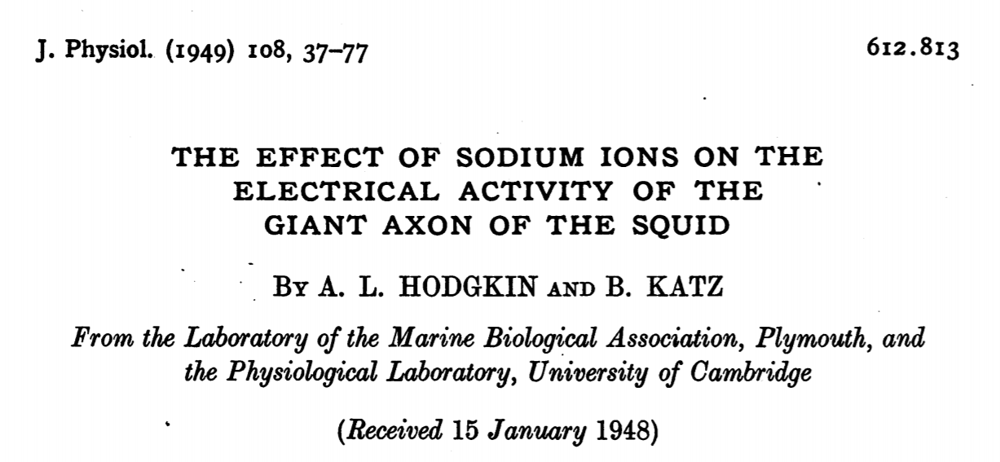 J. Physiol. (1949) 108, 37–77
612.813
THE EFFECT OF SODIUM IONS ON THE
ELECTRICAL ACTIVITY OF THE
GIANT AXON OF THE SQUID
BY A. L. HODGKIN AND B. KATZ
From the Laboratory of the Marine Biological Association, Plymouth, and
the Physiological Laboratory, University of Cambridge
(Received 15 January 1948)